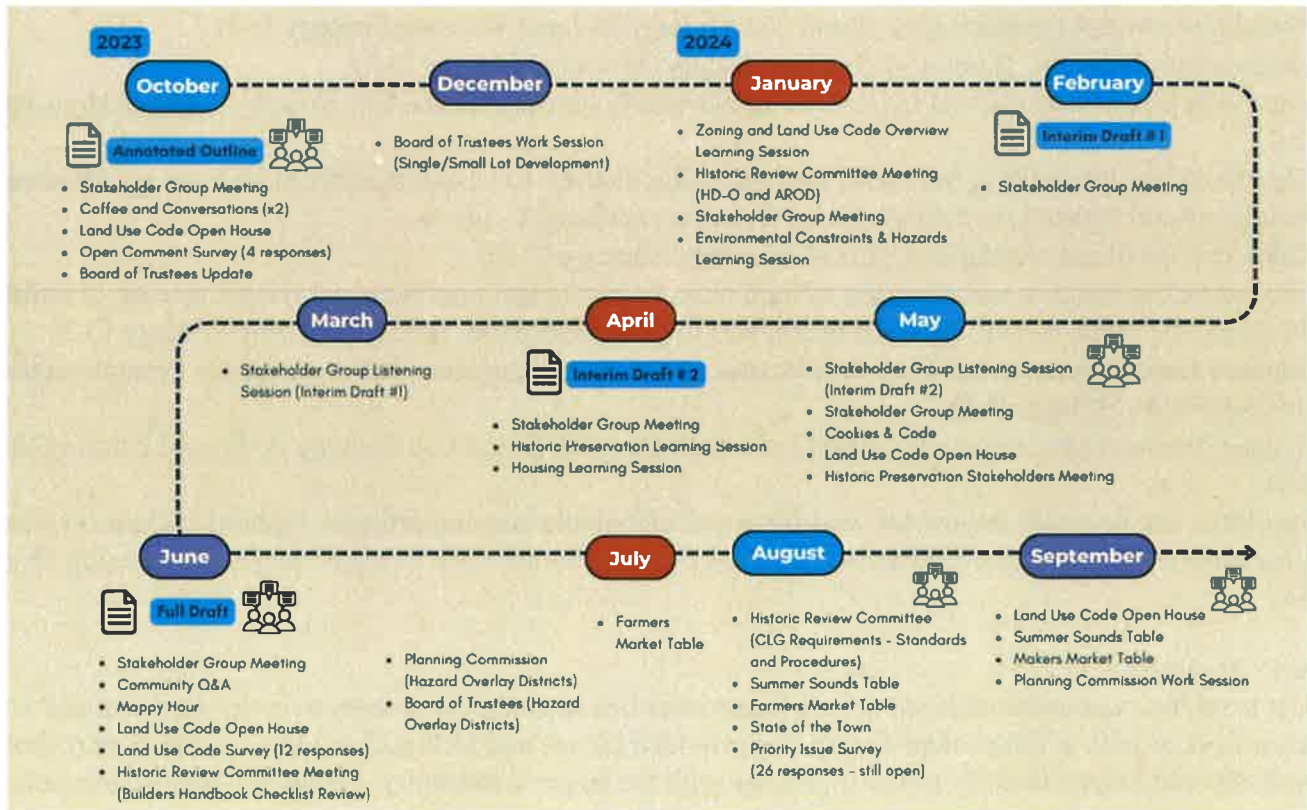 2023
2024
October
December
January
February
Annotated Outline
• Stakeholder Group Meeting
• Coffee and Conversations (x2)
• Land Use Code Open House
• Open Comment Survey (4 responses)
• Board of Trustees Update
• Board of Trustees Work Session
(Single/Small Lot Development)
• Zoning and Land Use Code Overview
Learning Session
• Historic Review Committee Meeting
(HD-O and AROD)
• Stakeholder Group Meeting
• Environmental Constraints & Hazards
Learning Session
Interim Draft #1
• Stakeholder Group Meeting
March
April
May
• Stakeholder Group Listening
Session (Interim Draft #1)
Interim Draft #2
• Stakeholder Group Meeting
• Historic Preservation Learning Session
• Housing Learning Session
• Stakeholder Group Listening Session
(Interim Draft #2)
• Stakeholder Group Meeting
• Cookies & Code
• Land Use Code Open House
• Historic Preservation Stakeholders Meeting
June
July
August
September
Full Draft
• Stakeholder Group Meeting
• Community Q&A
• Mappy Hour
• Land Use Code Open House
• Land Use Code Survey (12 responses)
• Historic Review Committee Meeting
(Builders Handbook Checklist Review)
• Planning Commission
(Hazard Overlay Districts)
• Board of Trustees (Hazard
Overlay Districts)
• Farmers
Market Table
• Historic Review Committee
(CLG Requirements - Standards
and Procedures)
• Summer Sounds Table
• Farmers Market Table
• State of the Town
• Priority Issue Survey
(26 responses - still open)
• Land Use Code Open House
• Summer Sounds Table
• Makers Market Table
• Planning Commission Work Session